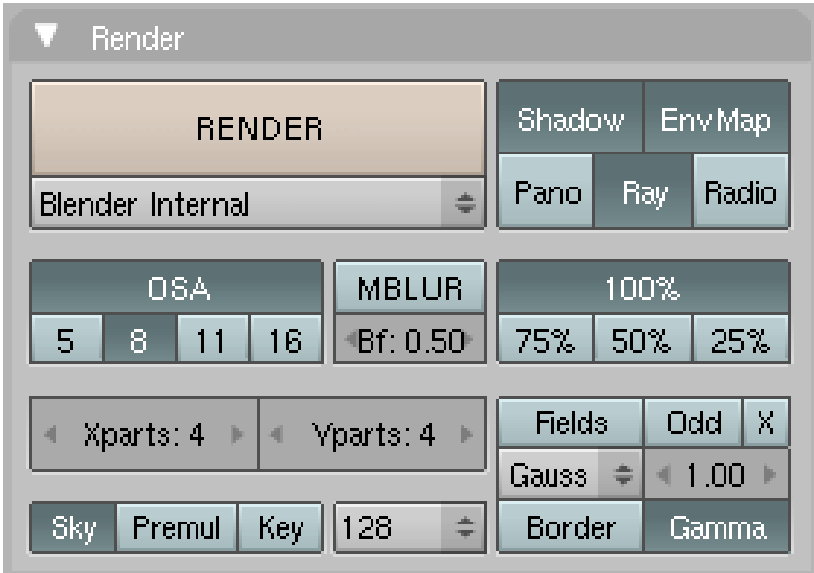 Render
RENDER
Shadow EnvMap
Blender Internal
Pano Ray Radio
OSA MBLUR 100%
5 8 11 16 Bf: 0.50 75% 50% 25%
Xparts: 4 Yparts: 4
Fields Odd X
Gauss 1.00
Sky Premul Key 128 Border Gamma